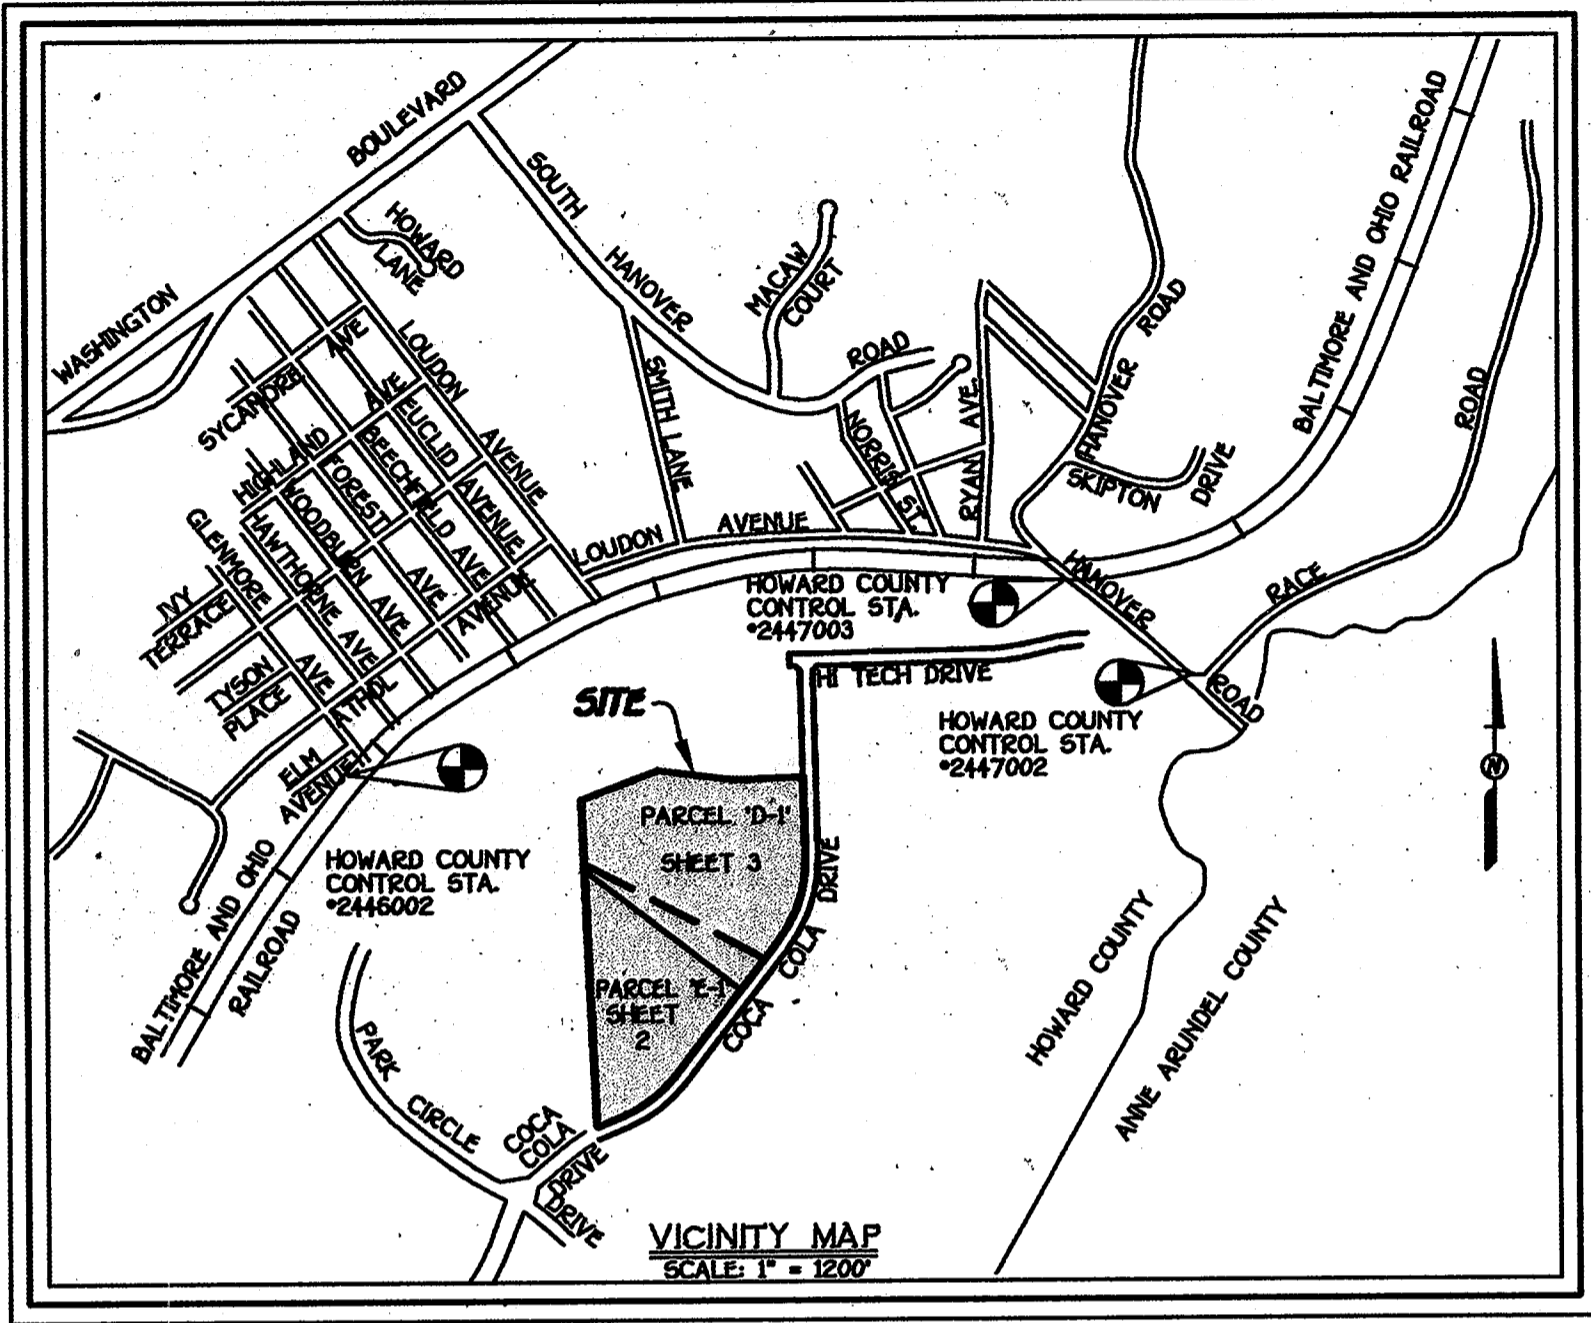 WASHINGTON
BOULEVARD
SOUTH
HANOVER
ROAD
HOWARD
LANE
MACAW
COURT
SYCAMORE
AVE
LOUDON
AVENUE
HIGHLAND
AVE
EUCLID
AVENUE
BEECHFIELD AVE
FOREST
AVE
WOODBURN
AVE
HAWTHORNE AVE
GLENMORE
AVE
IVY
TERRACE
TYSON
PLACE
ATHOL
AVENUE
ELM
AVENUE
SMITH LANE
LOUDON
AVENUE
NORRIS ST.
RYAN AVE.
HANOVER
ROAD
SKIPTON
DRIVE
BALTIMORE AND OHIO RAILROAD
ROAD
RACE
HANOVER
ROAD
HOWARD COUNTY
CONTROL STA.
•2447003
HI TECH DRIVE
HOWARD COUNTY
CONTROL STA.
•2447002
SITE
PARCEL 'D-1'
SHEET 3
PARCEL 'E-1'
SHEET
2
COCA
COLA
DRIVE
HOWARD COUNTY
CONTROL STA.
•2446002
BALTIMORE AND OHIO
RAILROAD
PARK
CIRCLE
COCA
COLA
DRIVE
DRIVE
HOWARD COUNTY
ANNE ARUNDEL COUNTY
N
VICINITY MAP
SCALE: 1" = 1200'